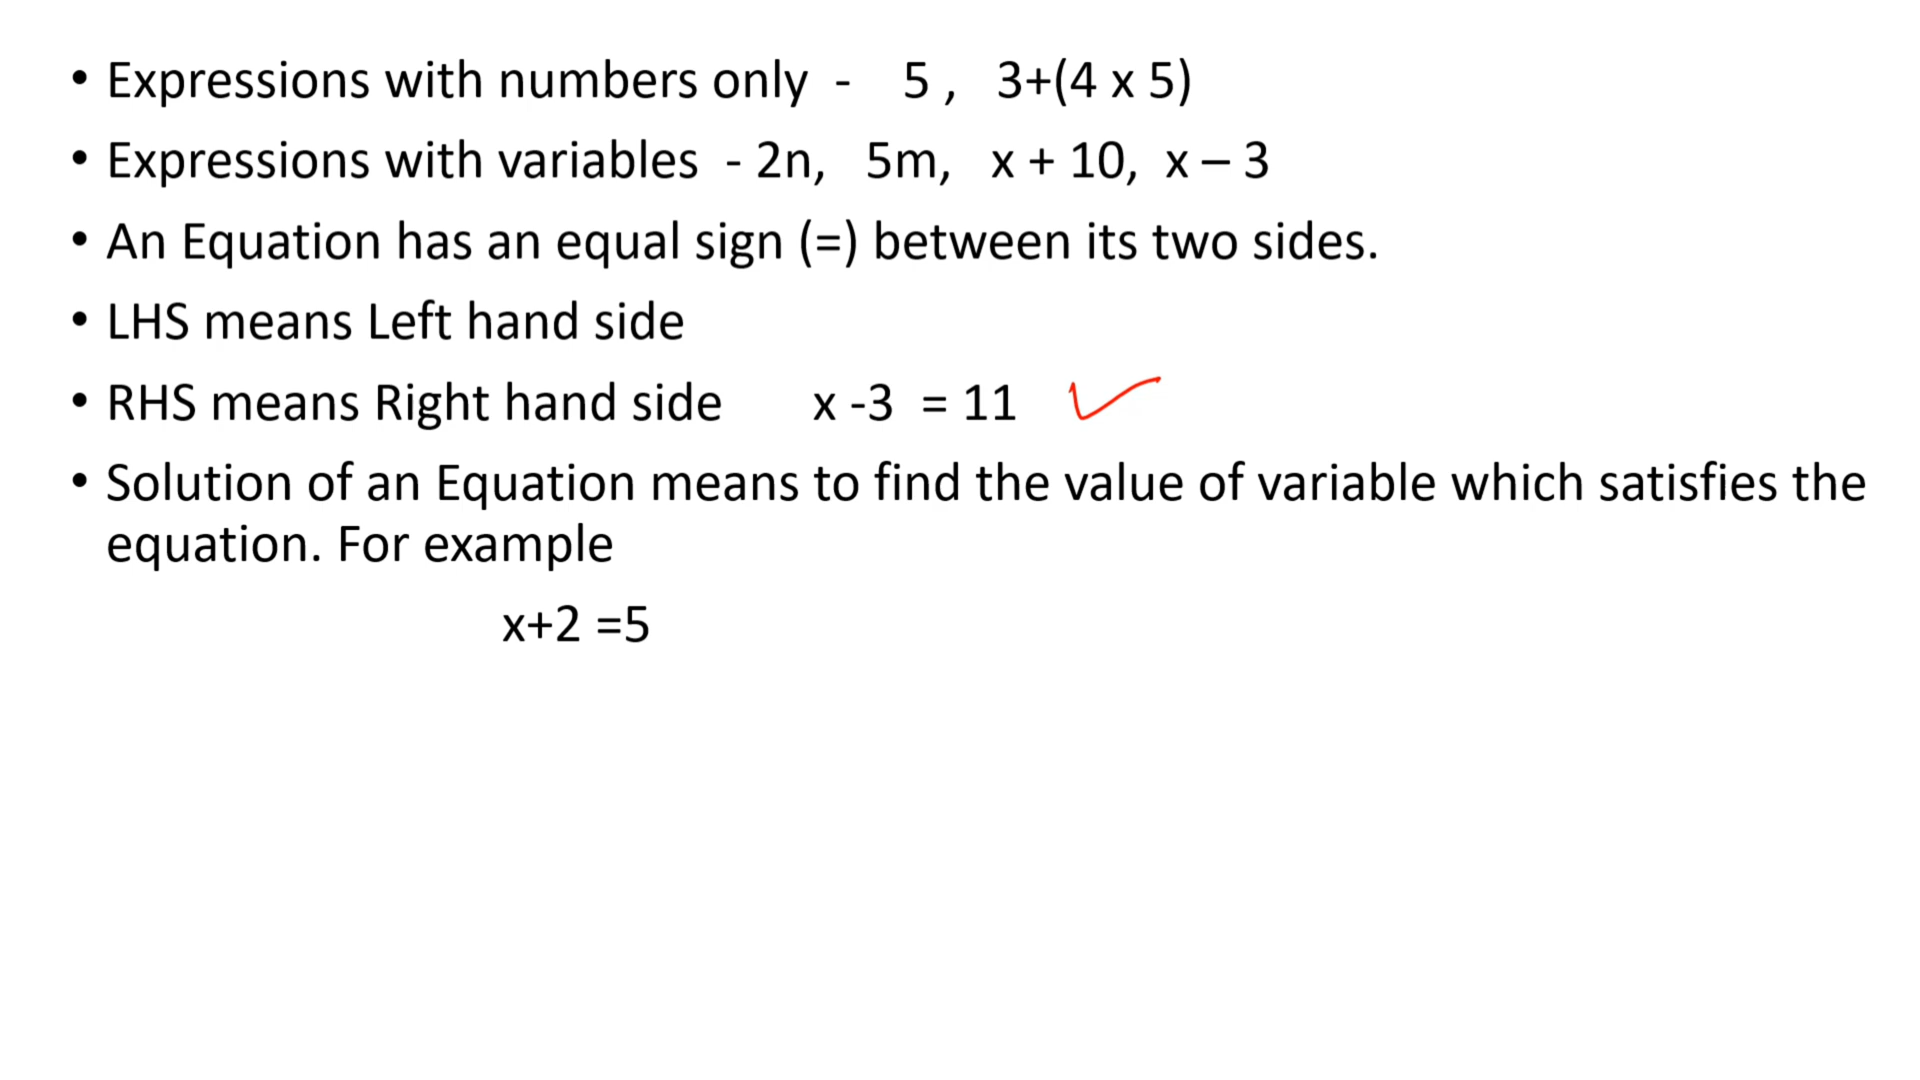 • Expressions with numbers only - 5 , 3+(4 x 5)
• Expressions with variables - 2n, 5m, x + 10, x – 3
• An Equation has an equal sign (=) between its two sides.
• LHS means Left hand side
• RHS means Right hand side x -3 = 11
• Solution of an Equation means to find the value of variable which satisfies the
equation. For example
x+2 =5